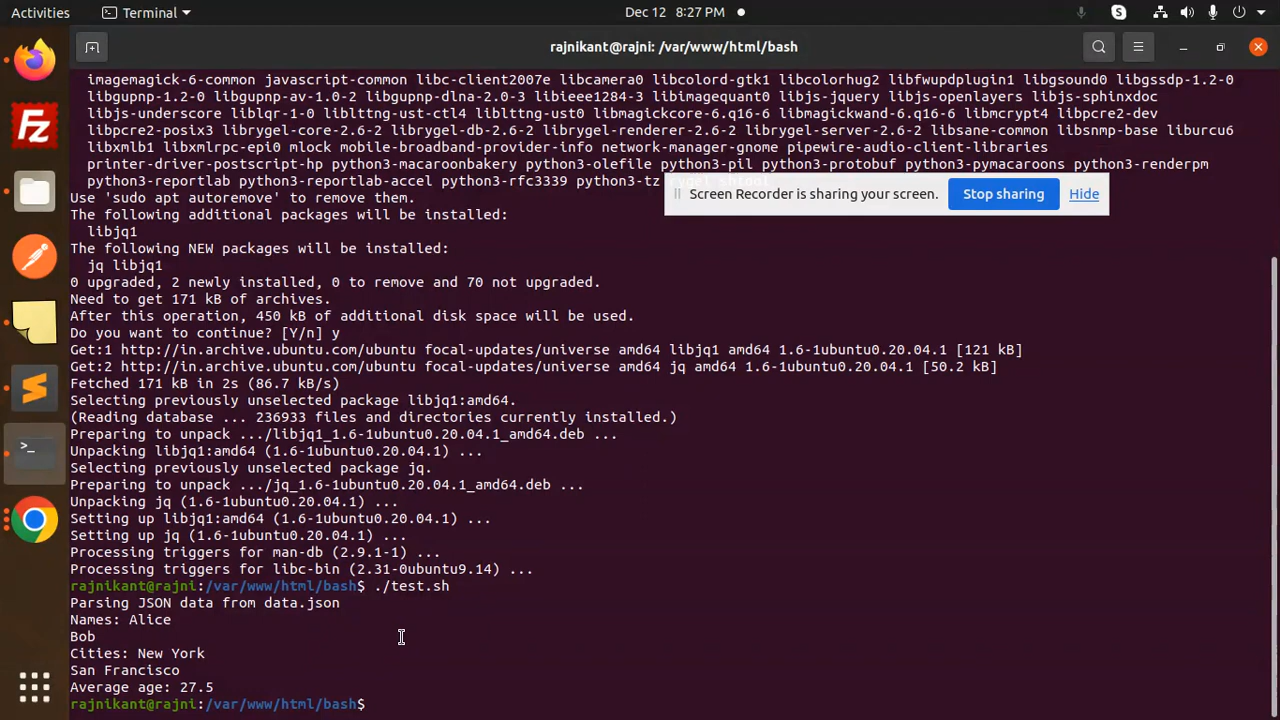 Activities Terminal Dec 12 8:27 PM
rajnikant@rajni: /var/www/html/bash
imagemagick-6-common javascript-common libc-client2007e libcamera0 libcolord-gtk1 libcolorhug2 libfwupdplugin1 libgsound0 libgssdp-1.2-0
libgupnp-1.2-0 libgupnp-av-1.0-2 libgupnp-dlna-2.0-3 libieee1284-3 libimagequant0 libjs-jquery libjs-openlayers libjs-sphinxdoc
libjs-underscore liblqr-1-0 liblttng-ust-ctl4 liblttng-ust0 libmagickcore-6.q16-6 libmagickwand-6.q16-6 libmcrypt4 libpcre2-dev
libpcre2-posix3 librygel-core-2.6-2 librygel-db-2.6-2 librygel-renderer-2.6-2 librygel-server-2.6-2 libsane-common libsnmp-base liburcu6
libxmlb1 libxmlrpc-epi0 mlock mobile-broadband-provider-info network-manager-gnome pipewire-audio-client-libraries
printer-driver-postscript-hp python3-macaroonbakery python3-olefile python3-pil python3-protobuf python3-pymacaroons python3-renderpm
python3-reportlab python3-reportlab-accel python3-rfc3339 python3-tz
Screen Recorder is sharing your screen. Stop sharing Hide
Use 'sudo apt autoremove' to remove them.
The following additional packages will be installed:
libjq1
The following NEW packages will be installed:
jq libjq1
0 upgraded, 2 newly installed, 0 to remove and 70 not upgraded.
Need to get 171 kB of archives.
After this operation, 450 kB of additional disk space will be used.
Do you want to continue? [Y/n] y
Get:1 http://in.archive.ubuntu.com/ubuntu focal-updates/universe amd64 libjq1 amd64 1.6-1ubuntu0.20.04.1 [121 kB]
Get:2 http://in.archive.ubuntu.com/ubuntu focal-updates/universe amd64 jq amd64 1.6-1ubuntu0.20.04.1 [50.2 kB]
Fetched 171 kB in 2s (86.7 kB/s)
Selecting previously unselected package libjq1:amd64.
(Reading database ... 236933 files and directories currently installed.)
Preparing to unpack .../libjq1_1.6-1ubuntu0.20.04.1_amd64.deb ...
Unpacking libjq1:amd64 (1.6-1ubuntu0.20.04.1) ...
Selecting previously unselected package jq.
Preparing to unpack .../jq_1.6-1ubuntu0.20.04.1_amd64.deb ...
Unpacking jq (1.6-1ubuntu0.20.04.1) ...
Setting up libjq1:amd64 (1.6-1ubuntu0.20.04.1) ...
Setting up jq (1.6-1ubuntu0.20.04.1) ...
Processing triggers for man-db (2.9.1-1) ...
Processing triggers for libc-bin (2.31-0ubuntu9.14) ...
rajnikant@rajni:/var/www/html/bash$ ./test.sh
Parsing JSON data from data.json
Names: Alice
Bob
Cities: New York
San Francisco
Average age: 27.5
rajnikant@rajni:/var/www/html/bash$